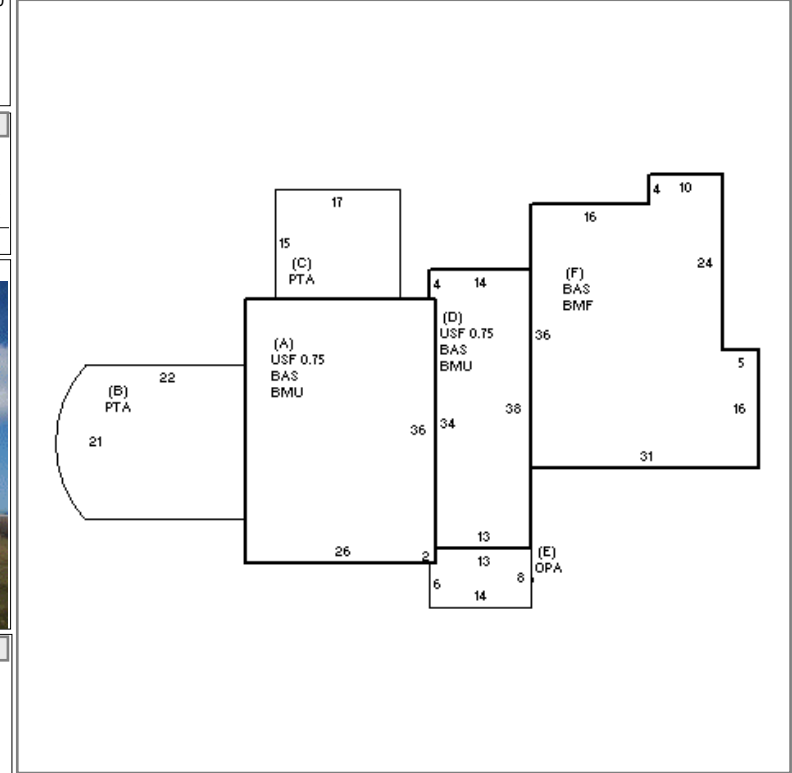 17
15
(C)
PTA
4
10
16
24
(F)
BAS
BMF
36
5
16
31
4
14
(D)
USF 0.75
BAS
BMU
38
34
(A)
USF 0.75
BAS
BMU
36
26
2
22
(B)
PTA
21
13
13
(E)
OPA
6
8
14